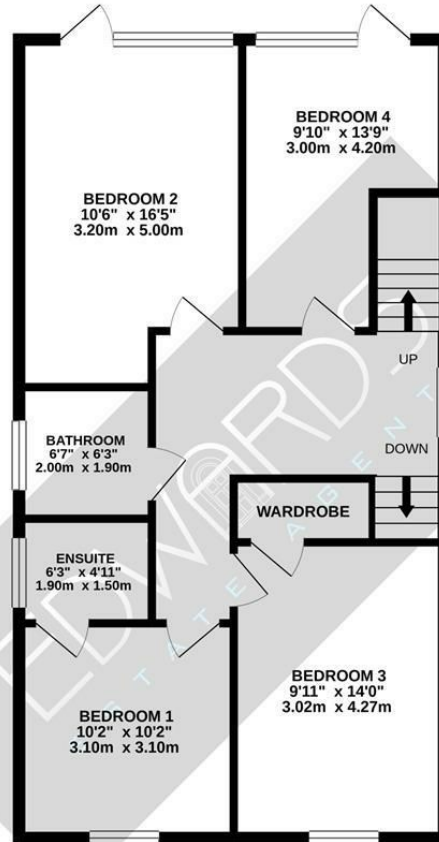 BEDROOM 4
9'10" x 13'9"
3.00m x 4.20m
BEDROOM 2
10'6" x 16'5"
3.20m x 5.00m
UP
DOWN
BATHROOM
6'7" x 6'3"
2.00m x 1.90m
WARDROBE
ENSUITE
6'3" x 4'11"
1.90m x 1.50m
BEDROOM 3
9'11" x 14'0"
3.02m x 4.27m
BEDROOM 1
10'2" x 10'2"
3.10m x 3.10m
EDWARDS
ESTATE AGENT